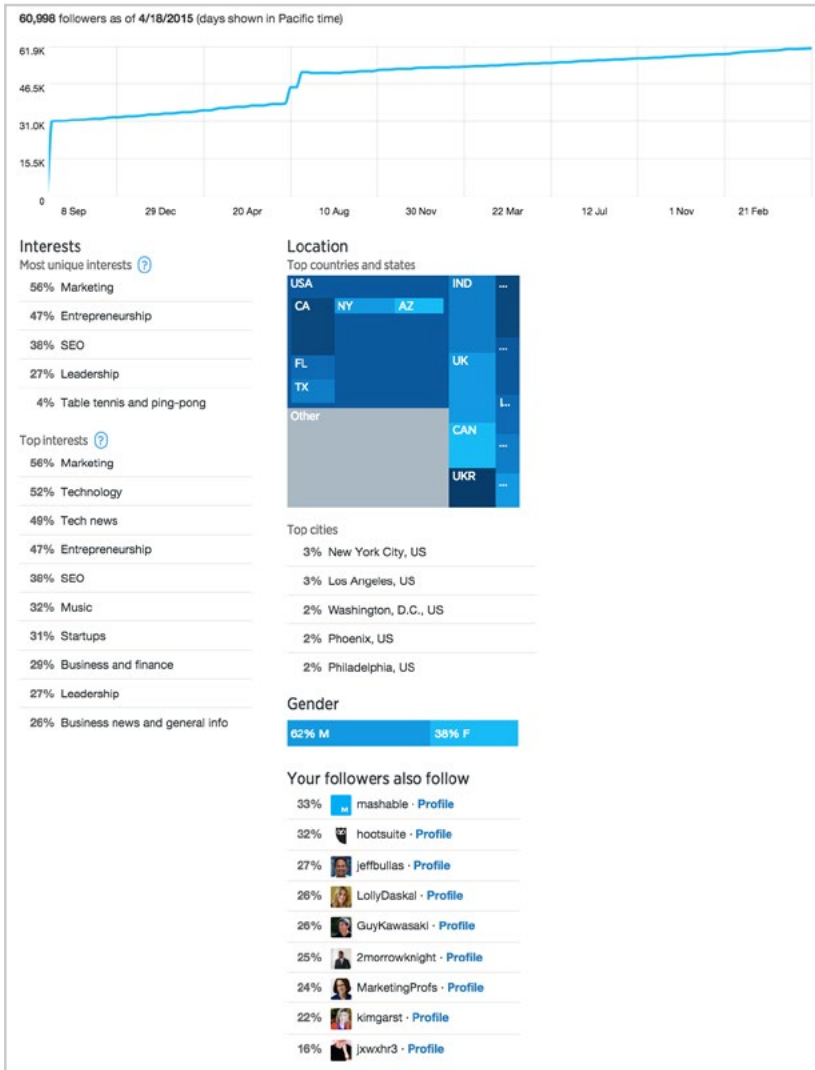 60,998 followers as of 4/18/2015 (days shown in Pacific time)
61.9K
46.5K
31.0K
15.5K
0
8 Sep 29 Dec 20 Apr 10 Aug 30 Nov 22 Mar 12 Jul 1 Nov 21 Feb
Interests
Most unique interests ?
56% Marketing
47% Entrepreneurship
38% SEO
27% Leadership
4% Table tennis and ping-pong
Top interests ?
56% Marketing
52% Technology
49% Tech news
47% Entrepreneurship
38% SEO
32% Music
31% Startups
29% Business and finance
27% Leadership
26% Business news and general info
Location
Top countries and states
USA IND ...
CA NY AZ
...
FL UK
TX
Other
CAN
...
UKR ...
Top cities
3% New York City, US
3% Los Angeles, US
2% Washington, D.C., US
2% Phoenix, US
2% Philadelphia, US
Gender
62% M 38% F
Your followers also follow
33% mashable · Profile
32% hootsuite · Profile
27% jeffbullas · Profile
26% LollyDaskal · Profile
26% GuyKawasaki · Profile
25% 2morrowknight · Profile
24% MarketingProfs · Profile
22% kimgarst · Profile
16% jxwxhr3 · Profile